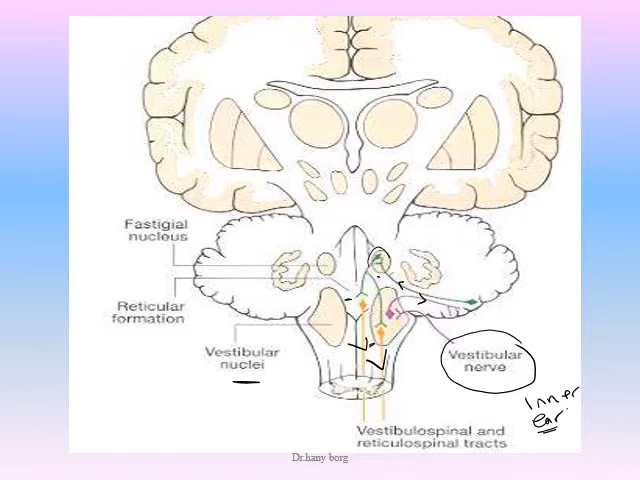 Fastigial
nucleus
Reticular
formation
Vestibular
nuclei
Vestibular
nerve
Inner
ear.
Vestibulospinal and
reticulospinal tracts
Dr.hany borg